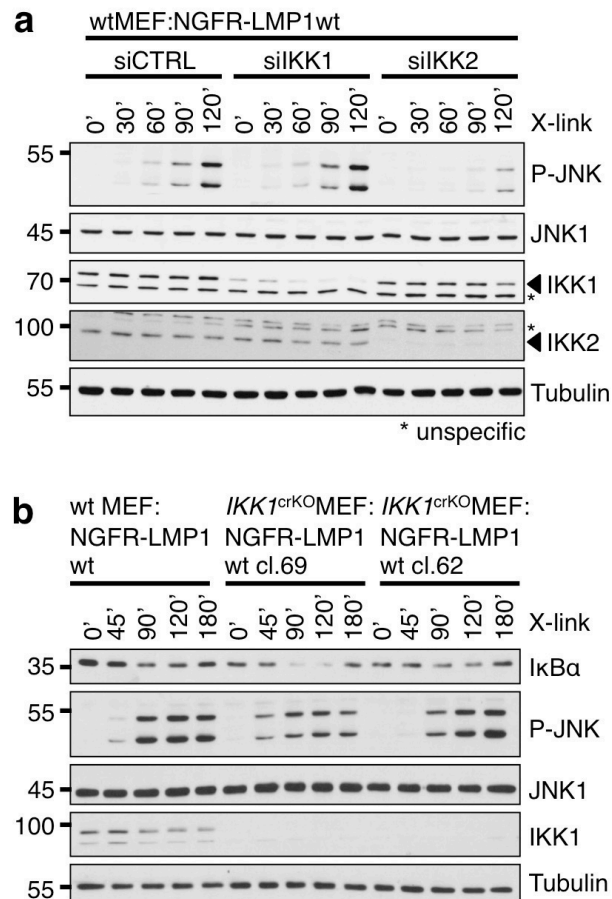 a
wtMEF:NGFR-LMP1wt
siCTRL siIKK1 siIKK2
0' 30' 60' 90' 120' 0' 30' 60' 90' 120' 0' 30' 60' 90' 120' X-link
55 P-JNK
45 JNK1
70 IKK1
*
100 *
IKK2
55 Tubulin
* unspecific
b
wt MEF: IKK1crKOMEF: IKK1crKOMEF:
NGFR-LMP1 NGFR-LMP1 NGFR-LMP1
wt wt cl.69 wt cl.62
0' 45' 90' 120' 180' 0' 45' 90' 120' 180' 0' 45' 90' 120' 180' X-link
35 IκBα
55 P-JNK
45 JNK1
100 IKK1
55 Tubulin